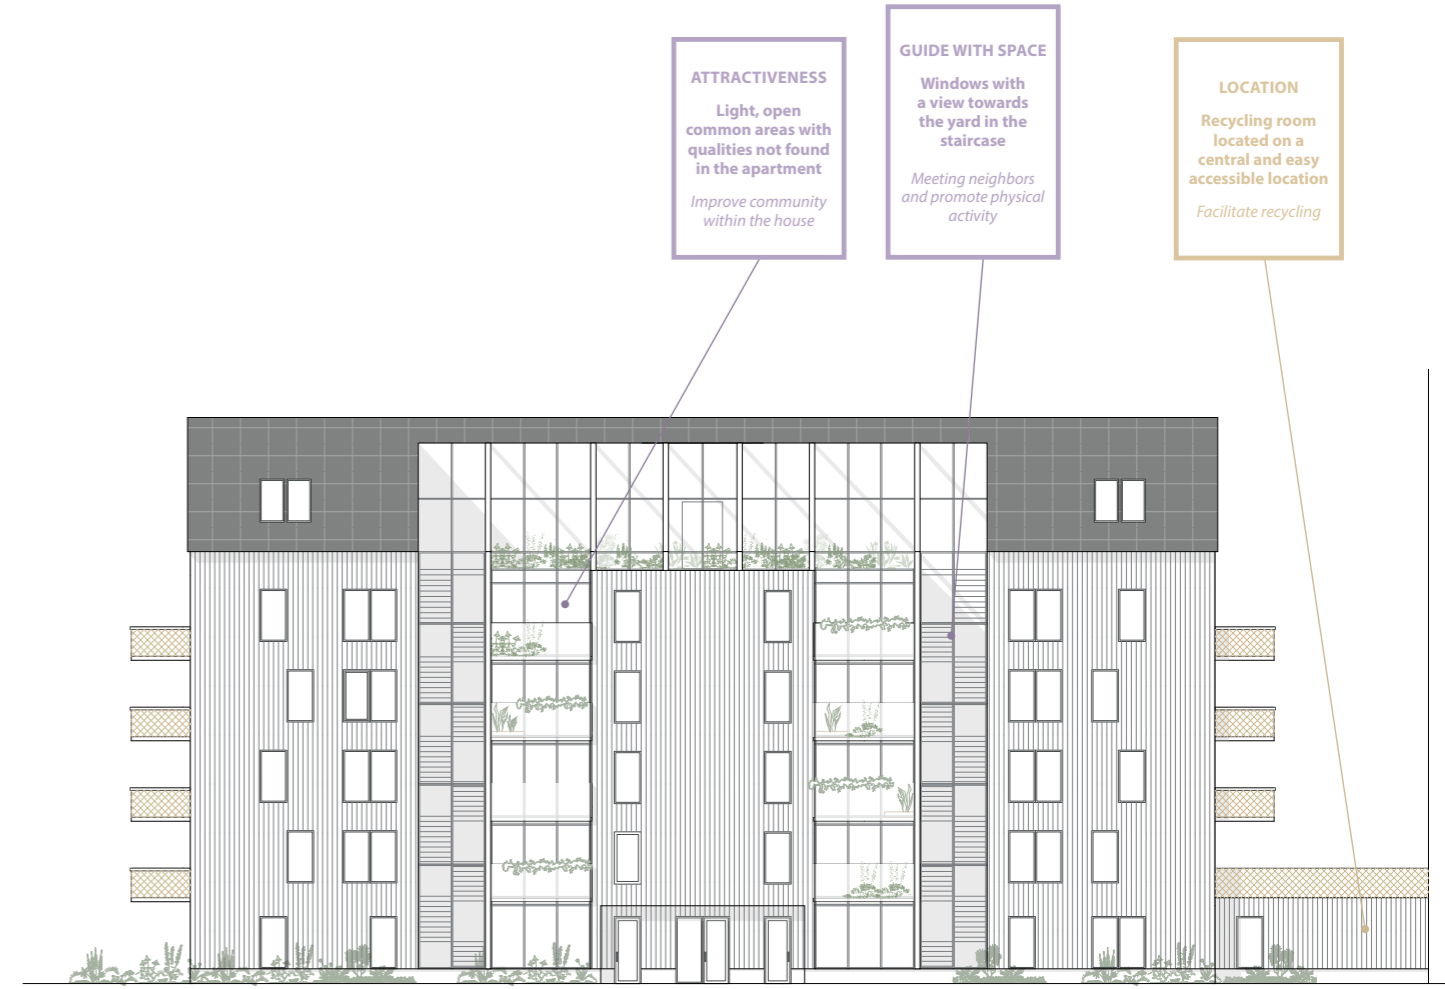 ATTRACTIVENESS
Light, open
common areas with
qualities not found
in the apartment
Improve community
within the house
GUIDE WITH SPACE
Windows with
a view towards
the yard in the
staircase
Meeting neighbors
and promote physical
activity
LOCATION
Recycling room
located on a
central and easy
accessible location
Facilitate recycling